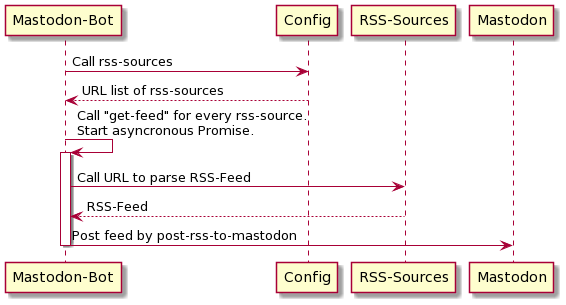 Mastodon-Bot
Config
RSS-Sources
Mastodon
Call rss-sources
URL list of rss-sources
Call "get-feed" for every rss-source.
Start asyncronous Promise.
Call URL to parse RSS-Feed
RSS-Feed
Post feed by post-rss-to-mastodon
Mastodon-Bot
Config
RSS-Sources
Mastodon